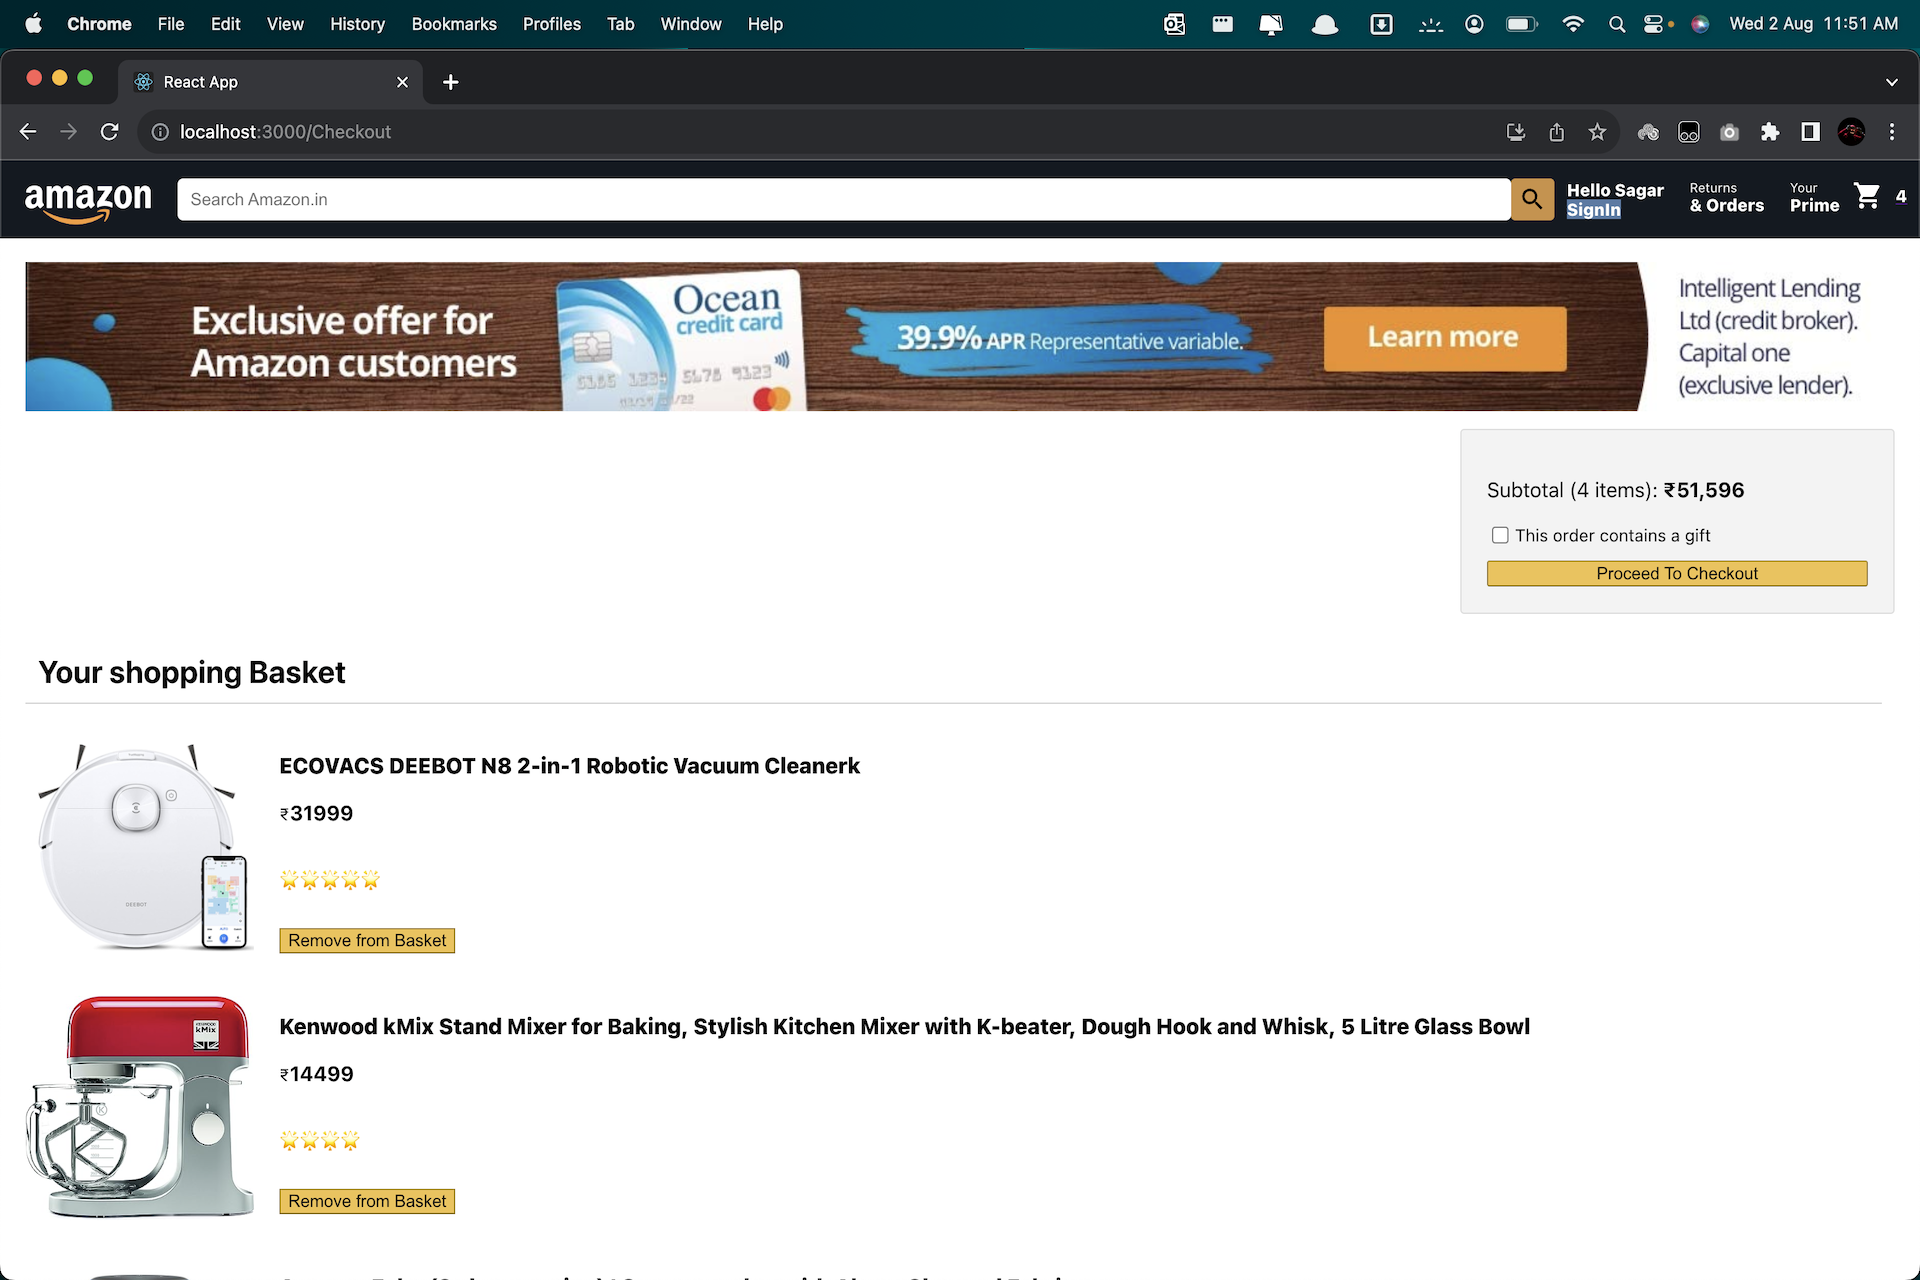 Chrome File Edit View History Bookmarks Profiles Tab Window Help Wed 2 Aug 11:51 AM
React App
localhost:3000/Checkout
amazon
Search Amazon.in
Hello Sagar
SignIn
Returns
& Orders
Your
Prime
4
Exclusive offer for
Amazon customers
Ocean
credit card
39.9% APR Representative variable.
Learn more
Intelligent Lending
Ltd (credit broker).
Capital one
(exclusive lender).
Subtotal (4 items): ₹51,596
This order contains a gift
Proceed To Checkout
Your shopping Basket
ECOVACS DEEBOT N8 2-in-1 Robotic Vacuum Cleanerk
₹31999
DEEBOT
Remove from Basket
Kenwood kMix Stand Mixer for Baking, Stylish Kitchen Mixer with K-beater, Dough Hook and Whisk, 5 Litre Glass Bowl
₹14499
kMix
Remove from Basket